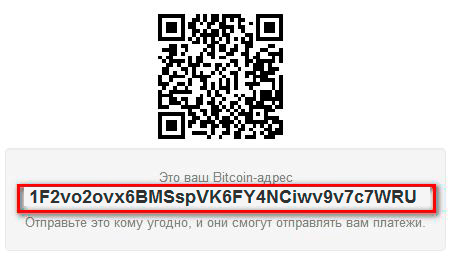 Это ваш Bitcoin-адрес
1F2vo2ovx6BMSspVK6FY4NCiwv9v7c7WRU
Отправьте это кому угодно, и они смогут отправлять вам платежи.